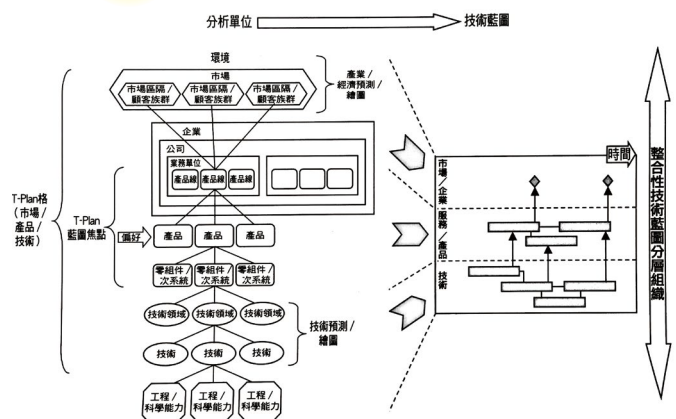 分析單位
技術藍圖
環境
市場
市場區隔/
顧客族群
市場區隔/
顧客族群
市場區隔/
顧客族群
產業/
經濟預測/
繪圖
企業
公司
業務單位
產品線
產品線
產品線
T-Plan格
(市場/
產品/
技術)
T-Plan
藍圖焦點
偏好
產品
產品
產品
零組件/
次系統
零組件/
次系統
零組件/
次系統
技術領域
技術領域
技術領域
技術預測/
繪圖
技術
技術
技術
工程/
科學能力
工程/
科學能力
工程/
科學能力
時間
市場/企業
服務/產品
技術
整合性技術藍圖分層組織